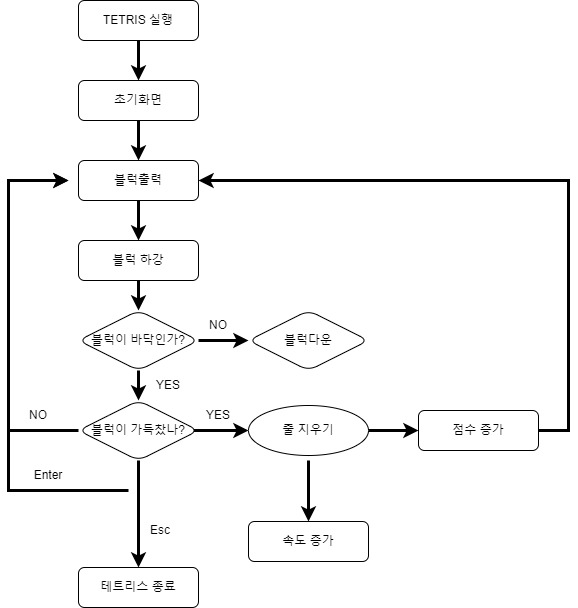 TETRIS 실행
초기화면
블럭출력
블럭 하강
블럭이 바닥인가?
NO
블럭다운
YES
NO
블럭이 가득찼나?
YES
줄 지우기
점수 증가
Enter
Esc
속도 증가
테트리스 종료